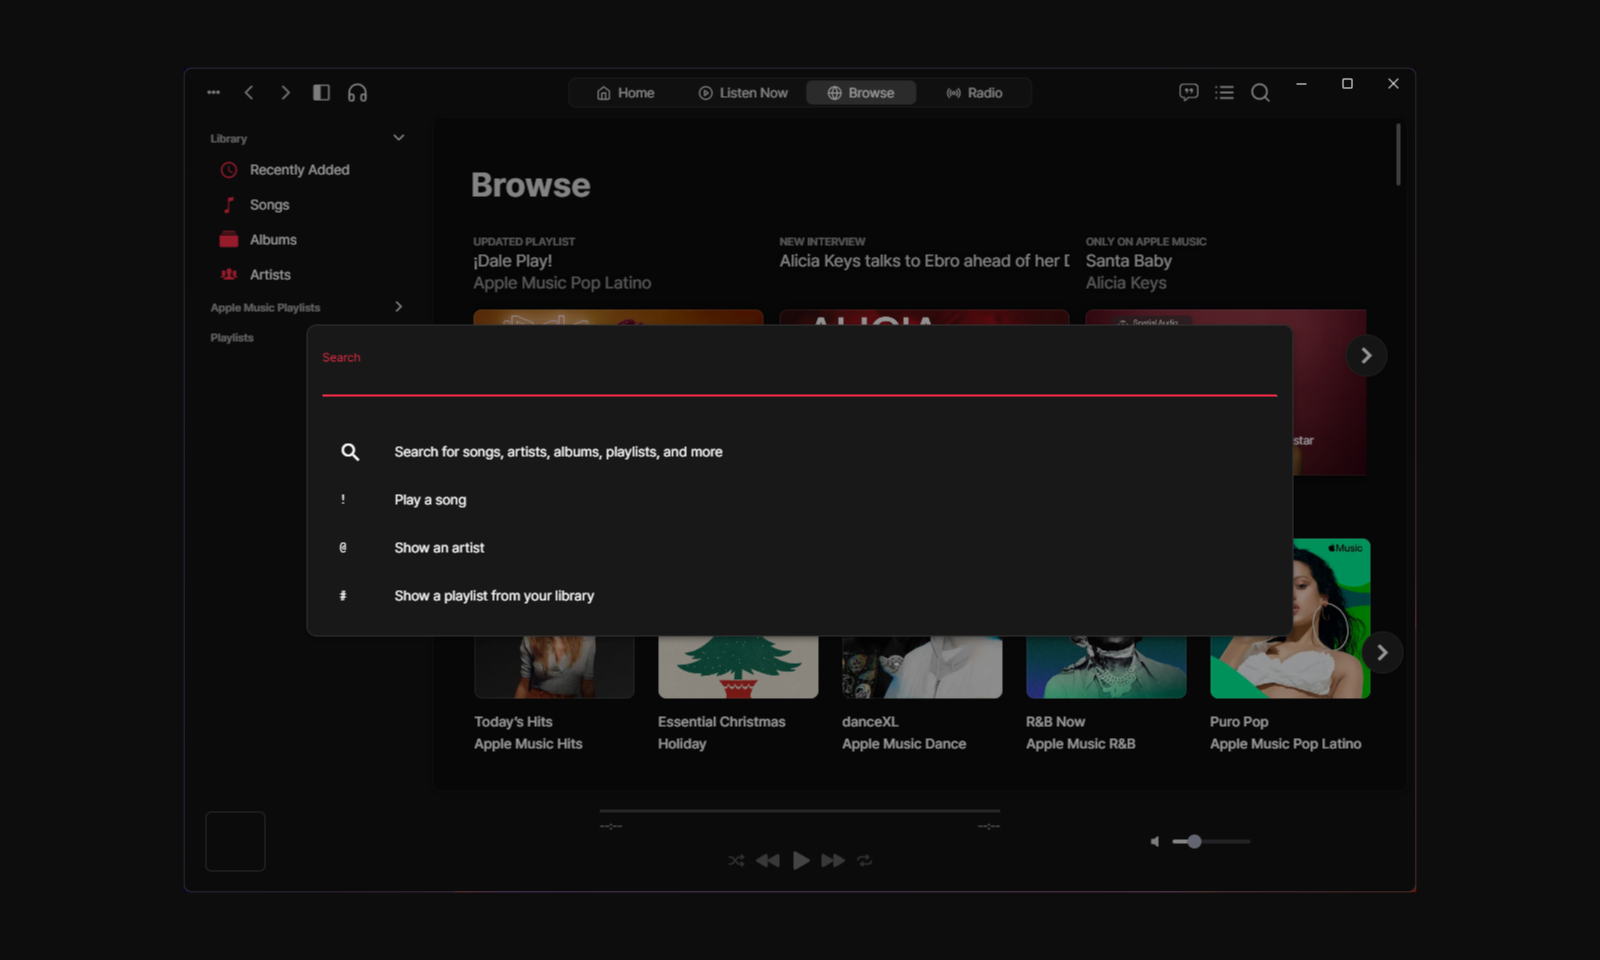 Home
Listen Now
Browse
Radio
Library
Recently Added
Songs
Albums
Artists
Apple Music Playlists
Playlists
Browse
UPDATED PLAYLIST
¡Dale Play!
Apple Music Pop Latino
NEW INTERVIEW
Alicia Keys talks to Ebro ahead of her
ONLY ON APPLE MUSIC
Santa Baby
Alicia Keys
ALICIA
Spatial Audio
star
Search
Search for songs, artists, albums, playlists, and more
! Play a song
@ Show an artist
# Show a playlist from your library
Music
Today’s Hits
Apple Music Hits
Essential Christmas
Holiday
danceXL
Apple Music Dance
R&B Now
Apple Music R&B
Puro Pop
Apple Music Pop Latino
--:--
--:--